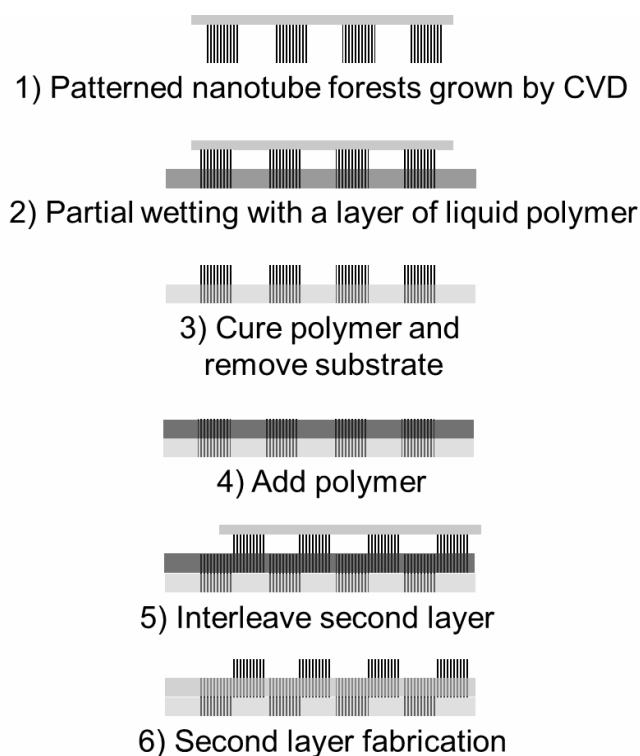 1) Patterned nanotube forests grown by CVD
2) Partial wetting with a layer of liquid polymer
3) Cure polymer and
remove substrate
4) Add polymer
5) Interleave second layer
6) Second layer fabrication